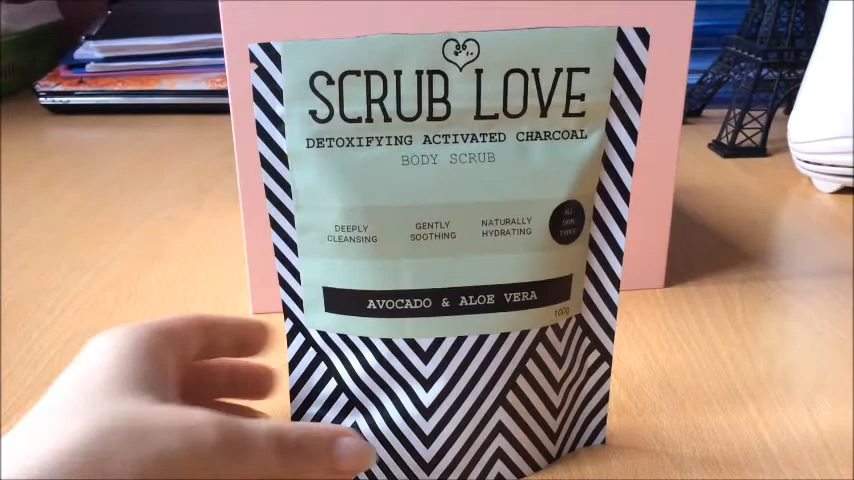 SCRUB LOVE
DETOXIFYING ACTIVATED CHARCOAL
BODY SCRUB
DEEPLY CLEANSING
GENTLY SOOTHING
NATURALLY HYDRATING
ALL SKIN TYPES
AVOCADO & ALOE VERA
100g